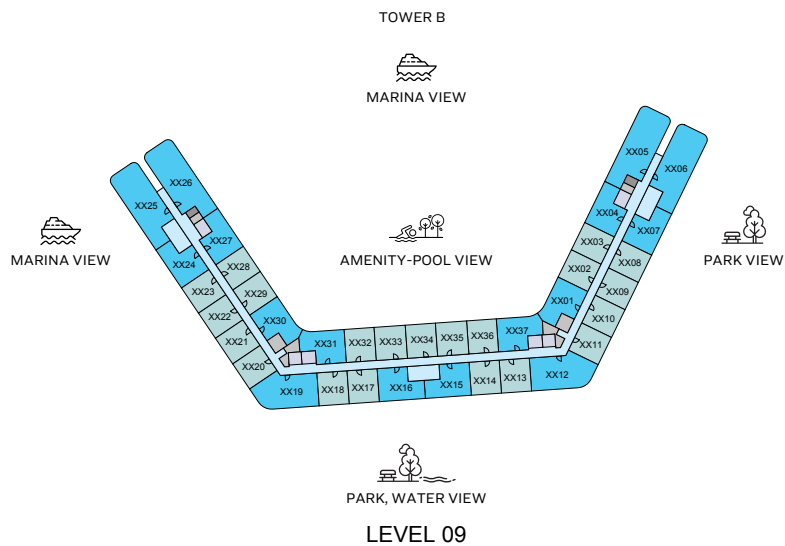 TOWER B
MARINA VIEW
XX05
XX06
XX26
XX25
XX04
XX07
XX27
XX03
XX24
XX28
XX08
MARINA VIEW
AMENITY-POOL VIEW
PARK VIEW
XX02
XX23
XX29
XX09
XX01
XX22
XX30
XX10
XX37
XX21
XX31
XX32
XX33
XX34
XX35
XX36
XX11
XX20
XX19
XX18
XX17
XX16
XX15
XX14
XX13
XX12
PARK, WATER VIEW
LEVEL 09